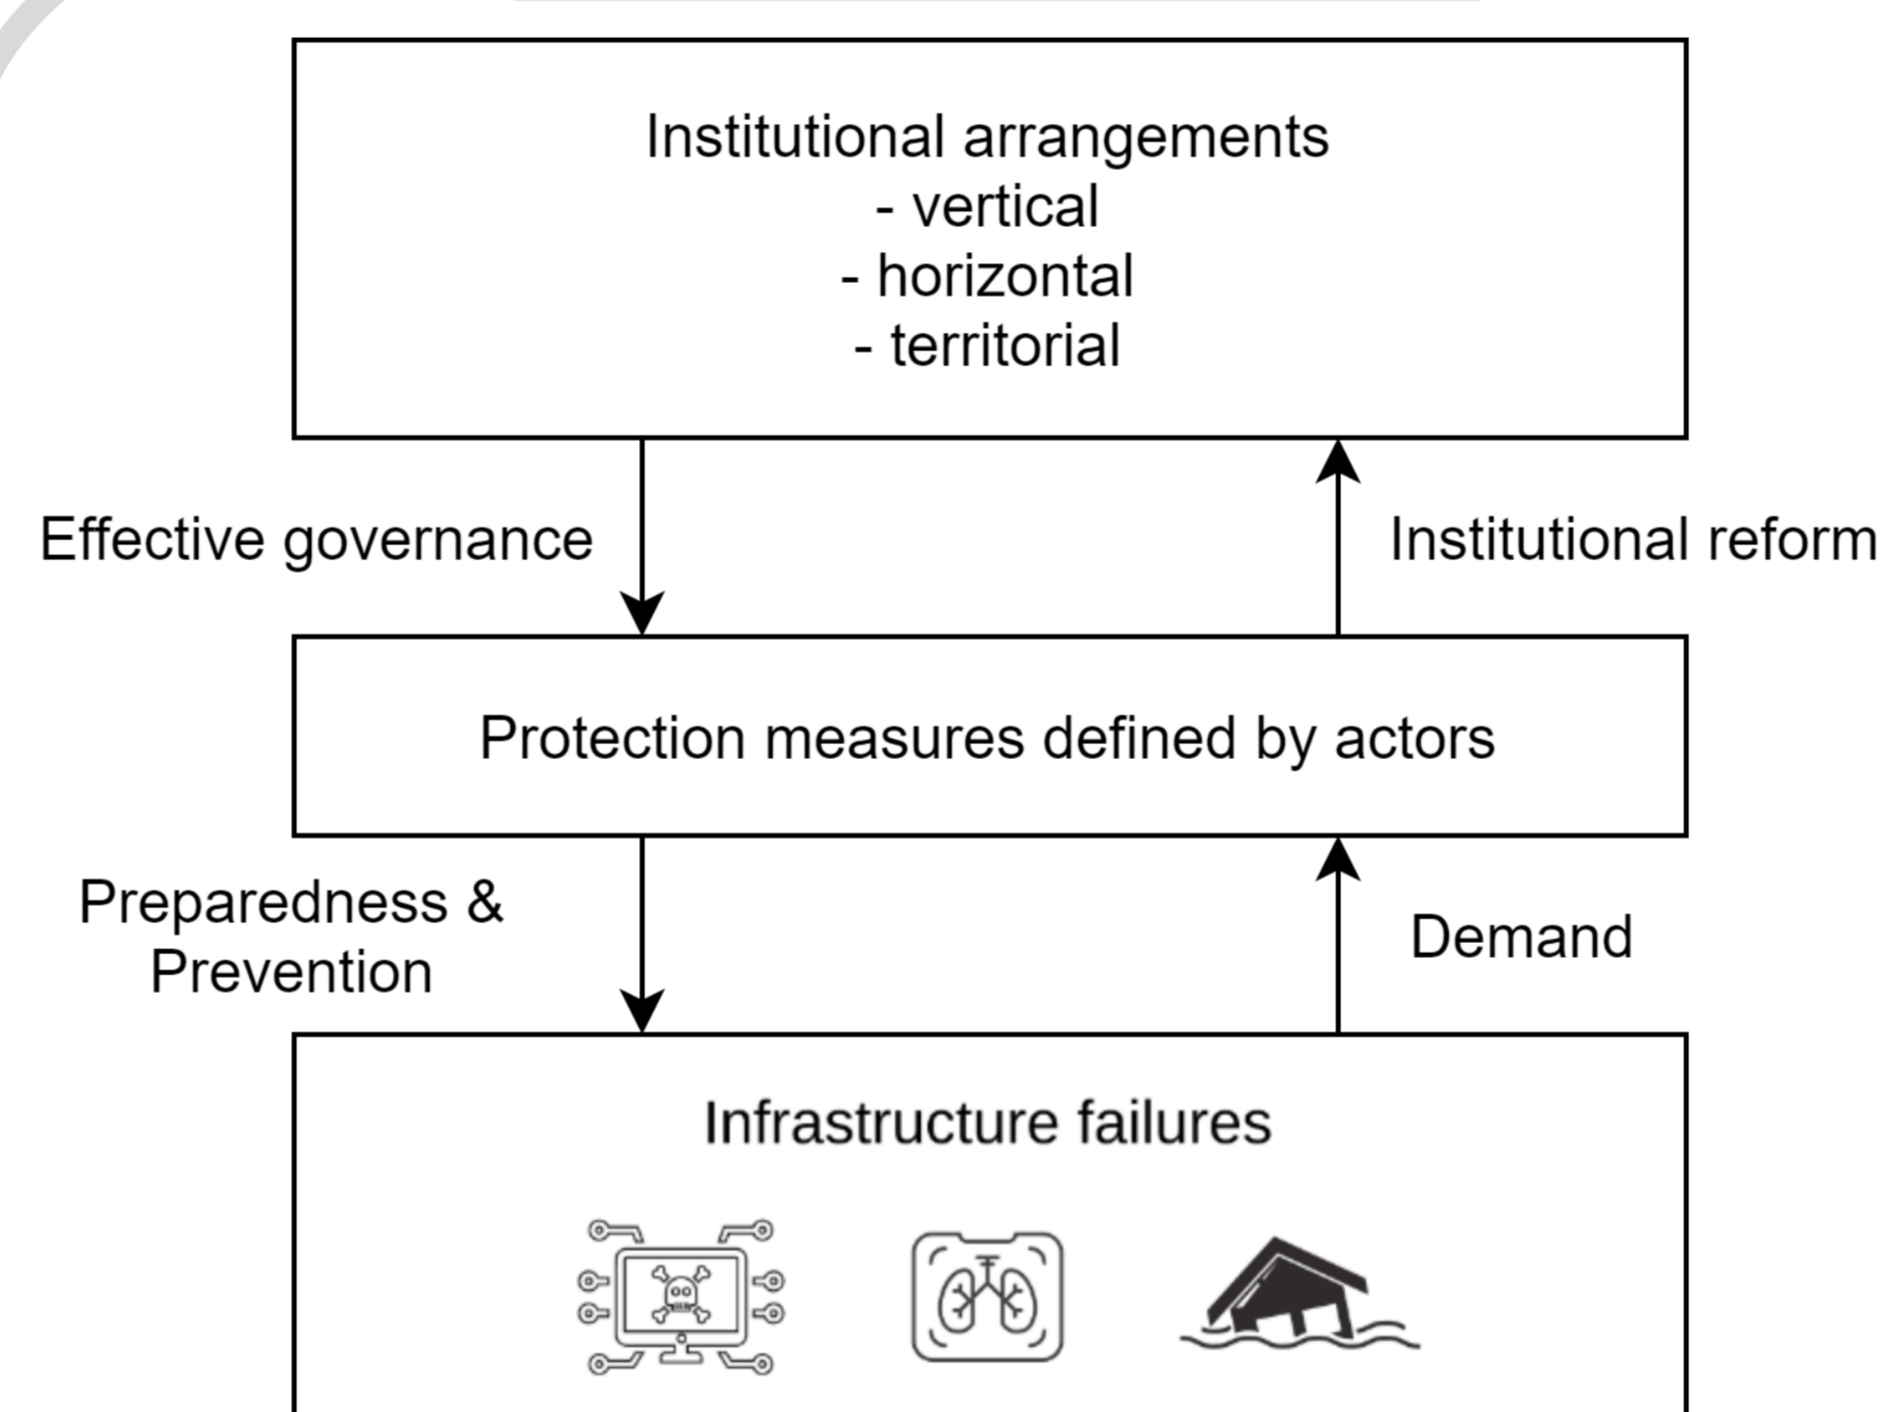 Institutional arrangements
- vertical
- horizontal
- territorial
Effective governance
Institutional reform
Protection measures defined by actors
Preparedness &
Prevention
Demand
Infrastructure failures